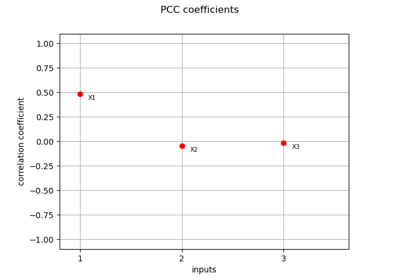 PCC coefficients
1.00
0.75
0.50
0.25
0.00
−0.25
−0.50
−0.75
−1.00
correlation coefficient
X1
X2
X3
1 2 3
inputs